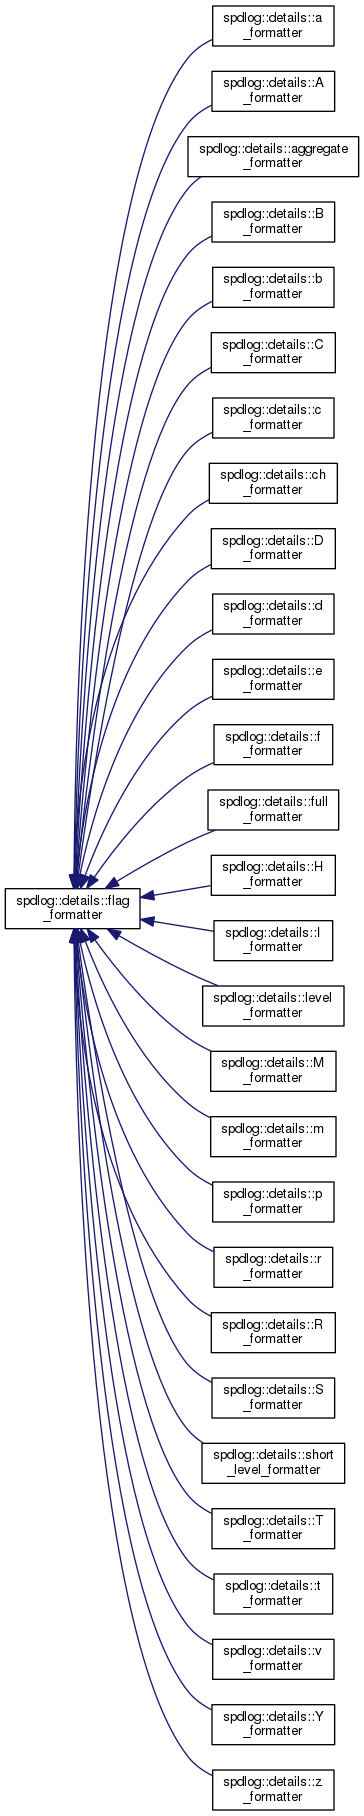 spdlog::details::a
_formatter
spdlog::details::A
_formatter
spdlog::details::aggregate
_formatter
spdlog::details::B
_formatter
spdlog::details::b
_formatter
spdlog::details::C
_formatter
spdlog::details::c
_formatter
spdlog::details::ch
_formatter
spdlog::details::D
_formatter
spdlog::details::d
_formatter
spdlog::details::e
_formatter
spdlog::details::f
_formatter
spdlog::details::full
_formatter
spdlog::details::H
_formatter
spdlog::details::flag
_formatter
spdlog::details::I
_formatter
spdlog::details::level
_formatter
spdlog::details::M
_formatter
spdlog::details::m
_formatter
spdlog::details::p
_formatter
spdlog::details::r
_formatter
spdlog::details::R
_formatter
spdlog::details::S
_formatter
spdlog::details::short
_level_formatter
spdlog::details::T
_formatter
spdlog::details::t
_formatter
spdlog::details::v
_formatter
spdlog::details::Y
_formatter
spdlog::details::z
_formatter